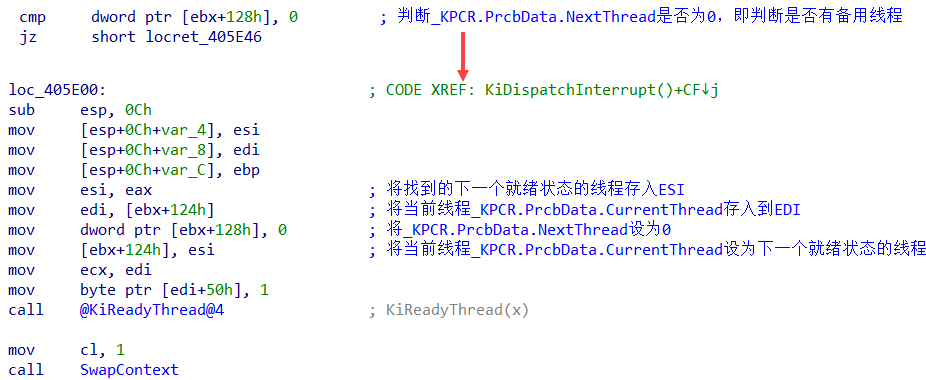 cmp dword ptr [ebx+128h], 0 ; 判断_KPCR.PrcbData.NextThread是否为0，即判断是否有备用线程
jz short locret_405E46
loc_405E00: ; CODE XREF: KiDispatchInterrupt()+CF↓j
sub esp, 0Ch
mov [esp+0Ch+var_4], esi
mov [esp+0Ch+var_8], edi
mov [esp+0Ch+var_C], ebp
mov esi, eax ; 将找到的下一个就绪状态的线程存入ESI
mov edi, [ebx+124h] ; 将当前线程_KPCR.PrcbData.CurrentThread存入到EDI
mov dword ptr [ebx+128h], 0 ; 将_KPCR.PrcbData.NextThread设为0
mov [ebx+124h], esi ; 将当前线程_KPCR.PrcbData.CurrentThread设为下一个就绪状态的线程
mov ecx, edi
mov byte ptr [edi+50h], 1
call @KiReadyThread@4 ; KiReadyThread(x)
mov cl, 1
call SwapContext